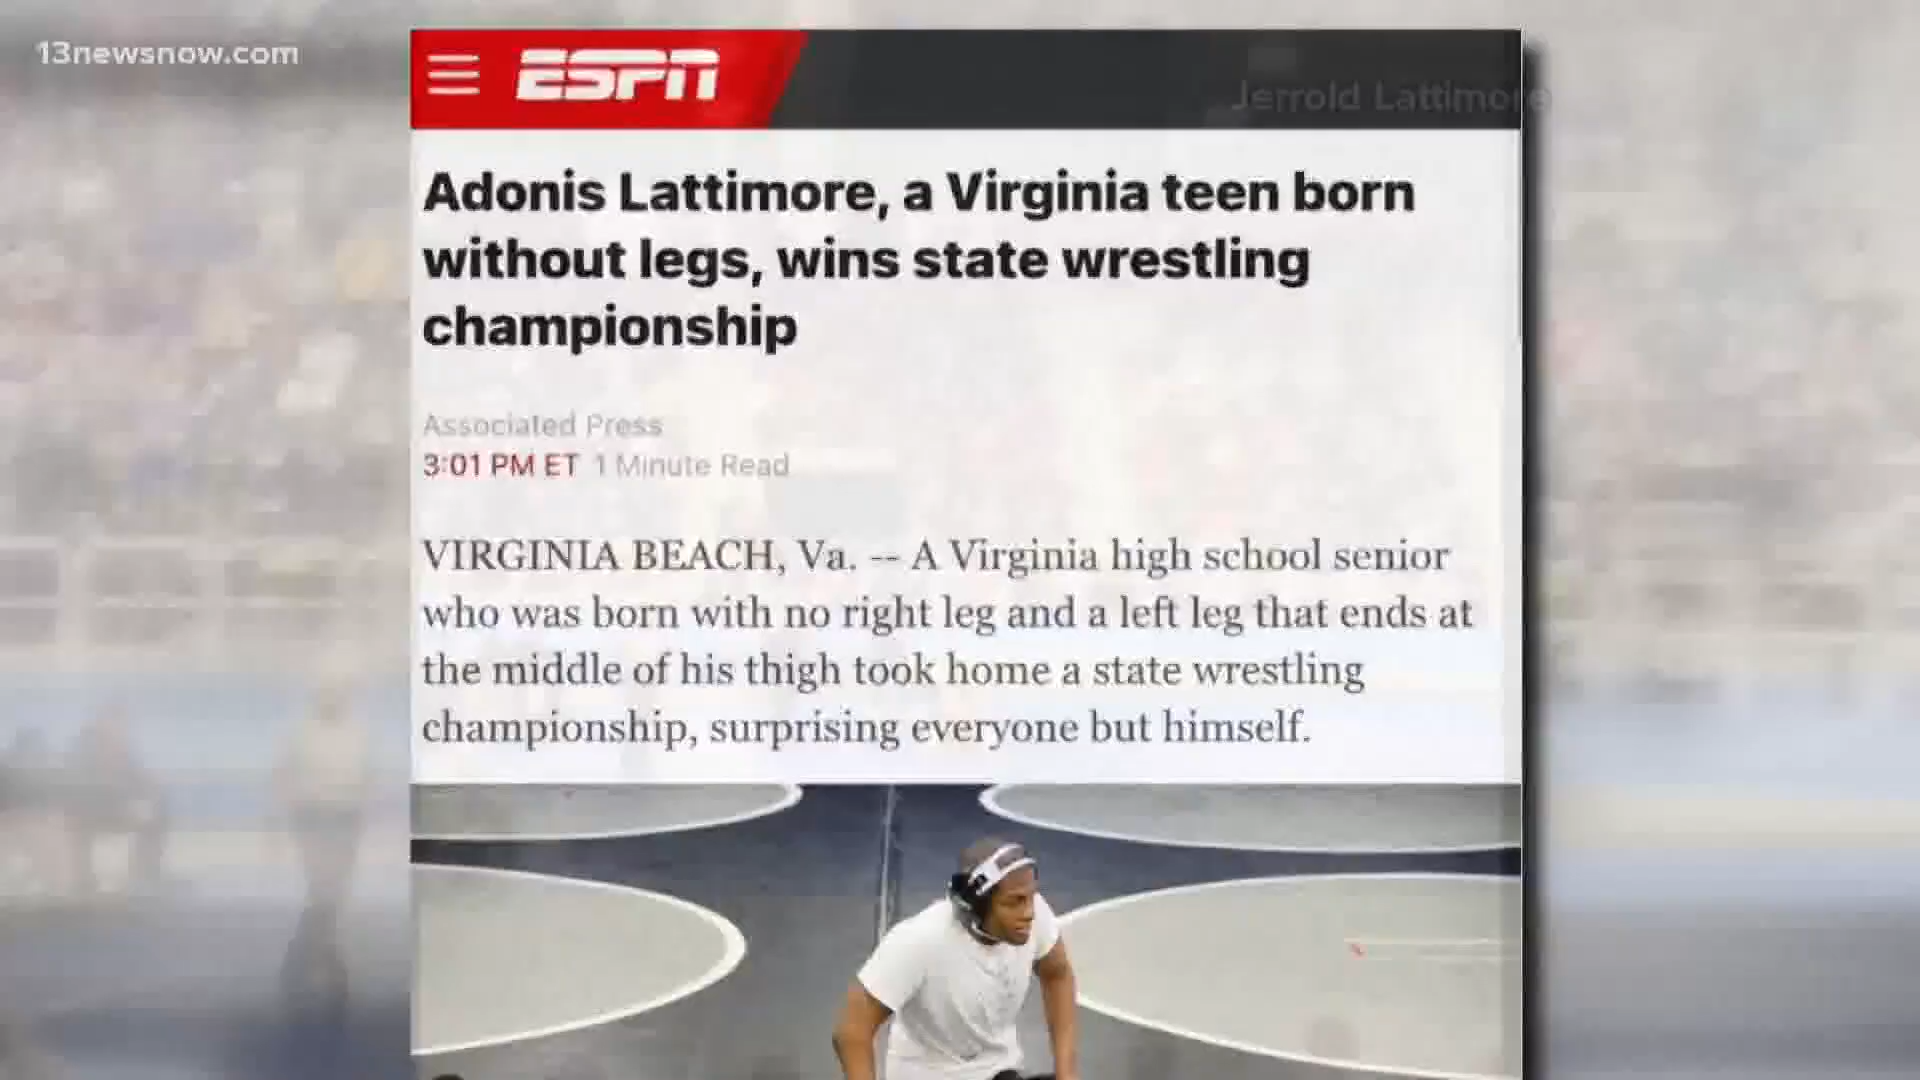 13newsnow.com
ESPN
Jerrold Lattimore
Adonis Lattimore, a Virginia teen born
without legs, wins state wrestling
championship
Associated Press
3:01 PM ET 1 Minute Read
VIRGINIA BEACH, Va. -- A Virginia high school senior
who was born with no right leg and a left leg that ends at
the middle of his thigh took home a state wrestling
championship, surprising everyone but himself.